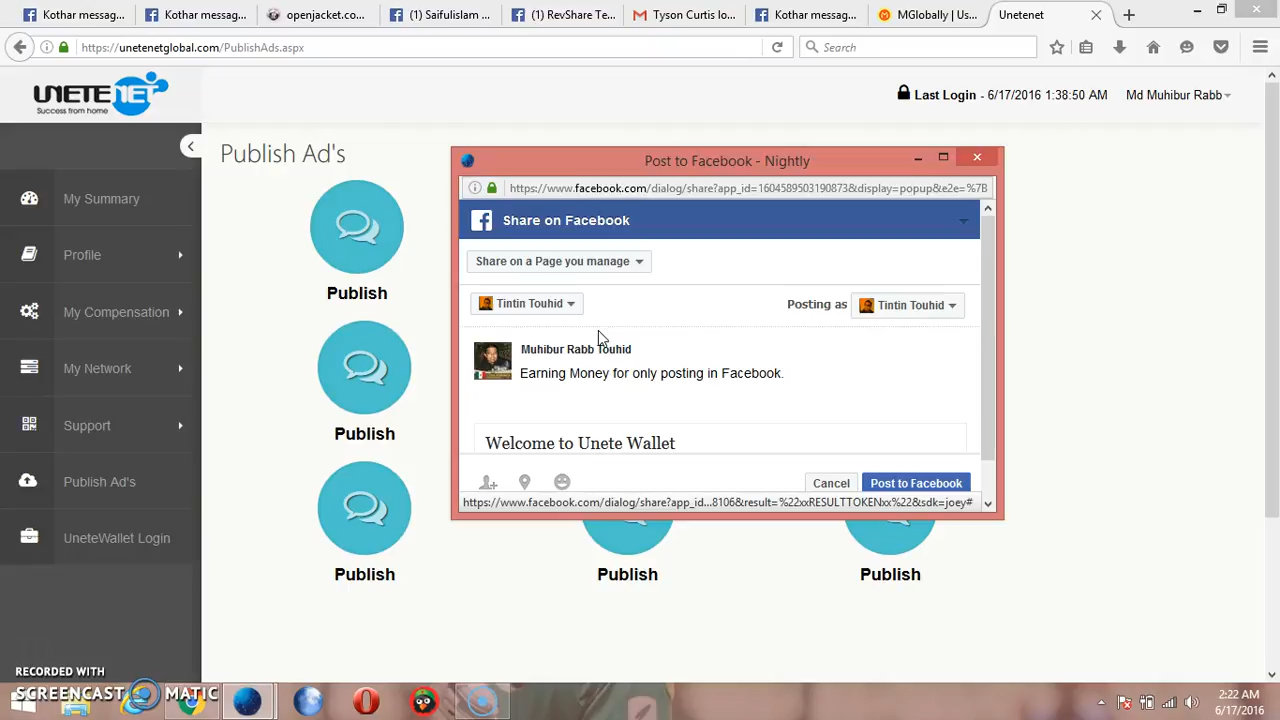 Kothar messag...
Kothar messag...
openjacket.co...
(1) Saifulislam ...
(1) RevShare Te...
Tyson Curtis lo...
Kothar messag...
MGlobally | Us...
Unetenet
https://unetenetglobal.com/PublishAds.aspx
Search
UNETENET
Success from home
Last Login - 6/17/2016 1:38:50 AM
Md Muhibur Rabb
Publish Ad's
My Summary
Profile
My Compensation
My Network
Support
Publish Ad's
UneteWallet Login
Publish
Publish
Publish
Publish
Publish
Post to Facebook - Nightly
https://www.facebook.com/dialog/share?app_id=1604589503190873&display=popup&e2e=%7B
Share on Facebook
Share on a Page you manage
Tintin Touhid
Posting as
Tintin Touhid
Muhibur Rabb Touhid
Earning Money for only posting in Facebook.
Welcome to Unete Wallet
Cancel
Post to Facebook
https://www.facebook.com/dialog/share?app_id...8106&result=%22xxRESULTTOKENxx%22&sdk=joey#
RECORDED WITH
SCREENCAST MATIC
2:22 AM
6/17/2016